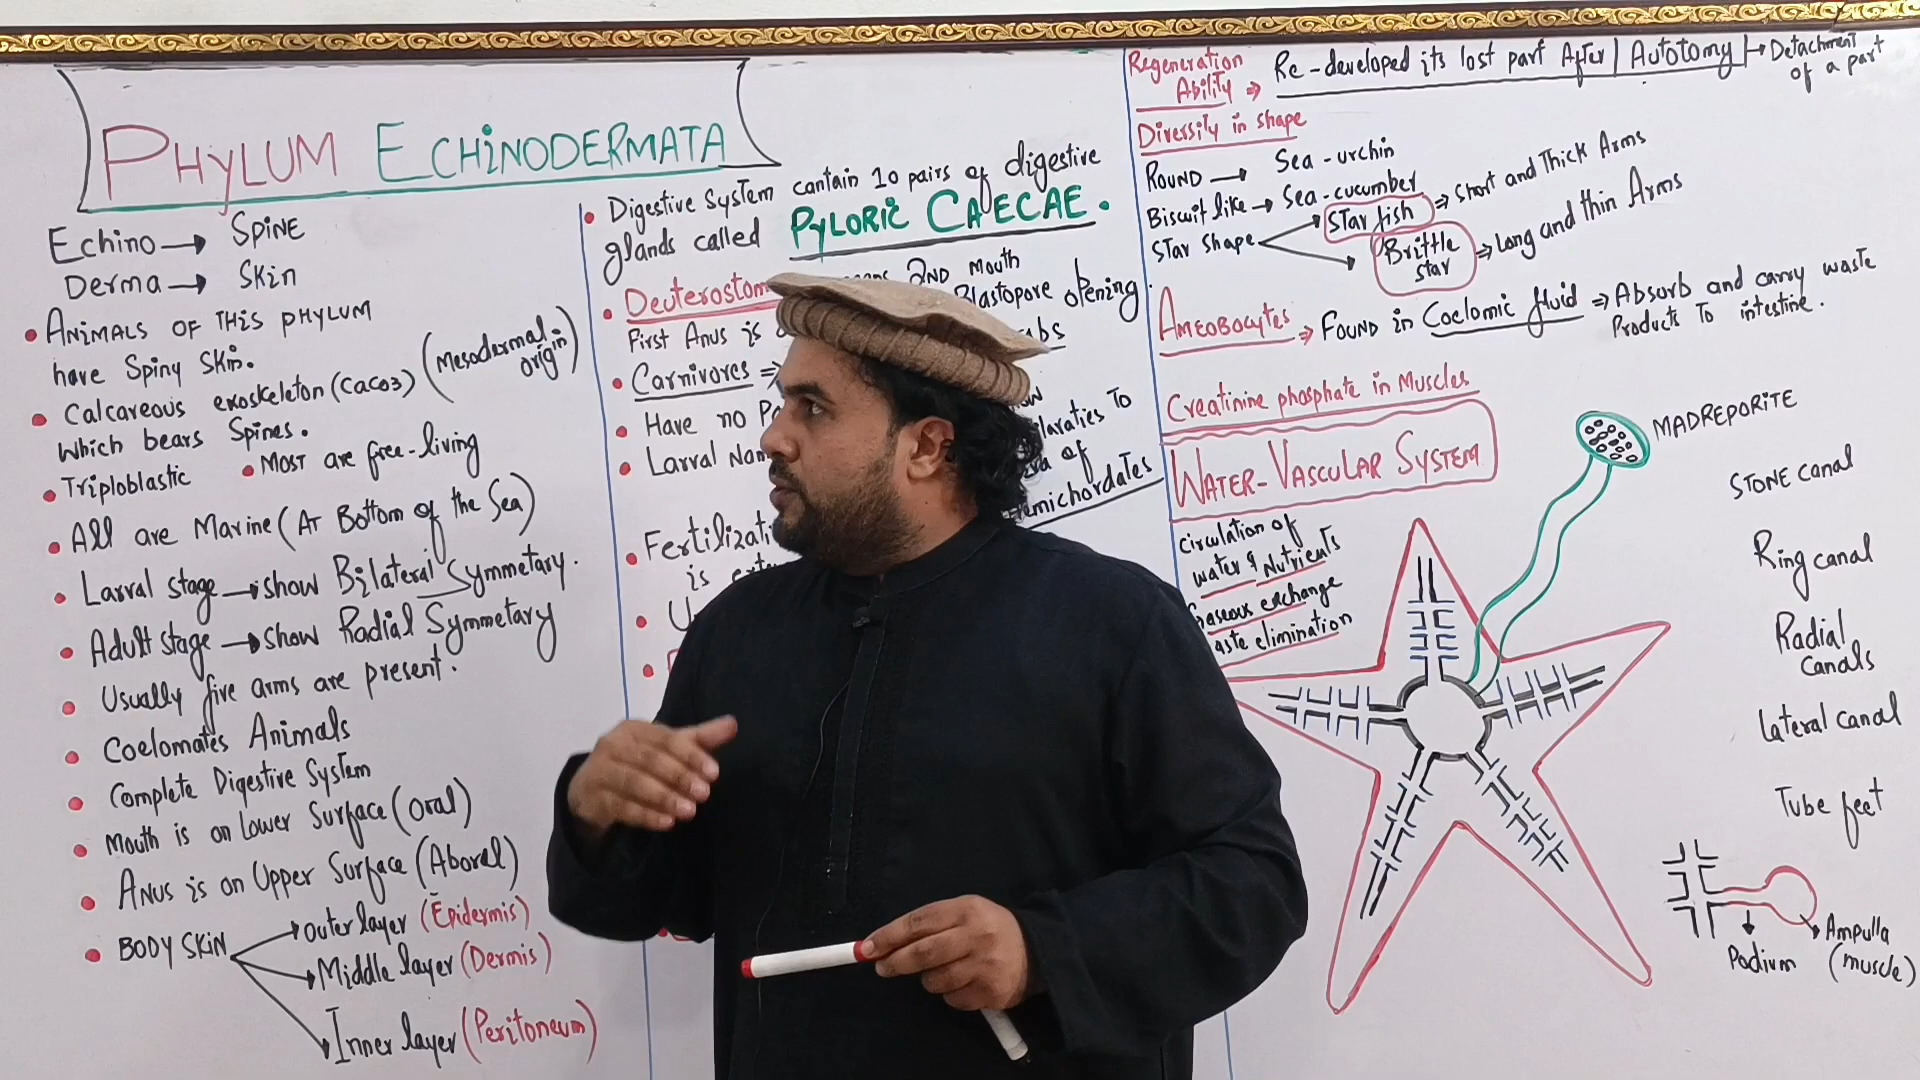 PHYLUM ECHINODERMATA
Echino → SPINE
Derma → SKIN
• ANIMALS OF THIS PHYLUM
have Spiny Skin.
• Calcareous exoskeleton (CaCO3) (Mesodermal origin)
Which bears Spines.
• Triploblastic • MOST are free-living
• All are Marine (AT BOTTOM of the Sea)
• Larval stage → show Bilateral Symmetary.
• Adult stage → show Radial Symmetary
• Usually five arms are present.
• Coelomates Animals
• Complete Digestive System
• Mouth is on Lower Surface (Oral)
• ANUS is on Upper Surface (Aboral)
• BODY SKIN
Outer layer (Epidermis)
Middle layer (Dermis)
Inner layer (Peritoneum)
• Digestive System contain 10 pairs of digestive
glands called PYLORIC CAECAE.
• Deuterostom 2ND Mouth
First Anus is Blastopore opening.
• Carnivores ⇒ abs
• Have no
• Larval Nam
laraties To
of
michordates
• Fertilizati
is exte
•
•
Regeneration Ability ⇒ Re-developed its lost part After | Autotomy | → Detachment of a part
Diversity in shape
ROUND → Sea-urchin
Biscuit like → Sea-cucumber
Star shape
Star fish ⇒ Short and Thick Arms
Brittle star ⇒ Long and thin Arms
AMEOBOCYTES ⇒ FOUND in Coelomic fluid ⇒ Absorb and carry waste
Products To intestine.
Creatinine phosphate in Muscles
WATER-VASCULAR SYSTEM
Circulation of
Water & Nutrients
Gaseous exchange
aste elimination
MADREPORITE
STONE canal
Ring canal
Radial
canals
Lateral canal
Tube feet
Podium
Ampulla
(muscle)